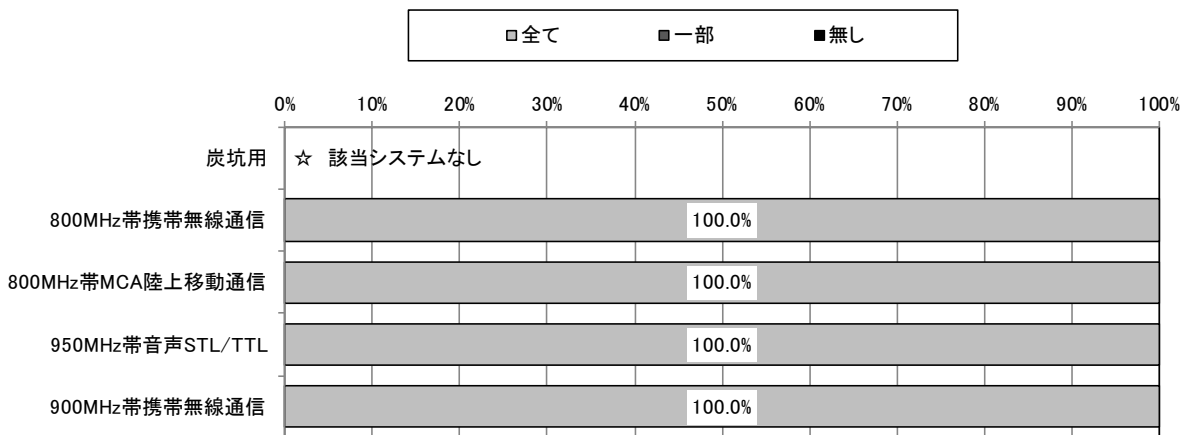 □全て ■一部 ■無し
0% 10% 20% 30% 40% 50% 60% 70% 80% 90% 100%
炭坑用 ☆ 該当システムなし
800MHz帯携帯無線通信 100.0%
800MHz帯MCA陸上移動通信 100.0%
950MHz帯音声STL/TTL 100.0%
900MHz帯携帯無線通信 100.0%